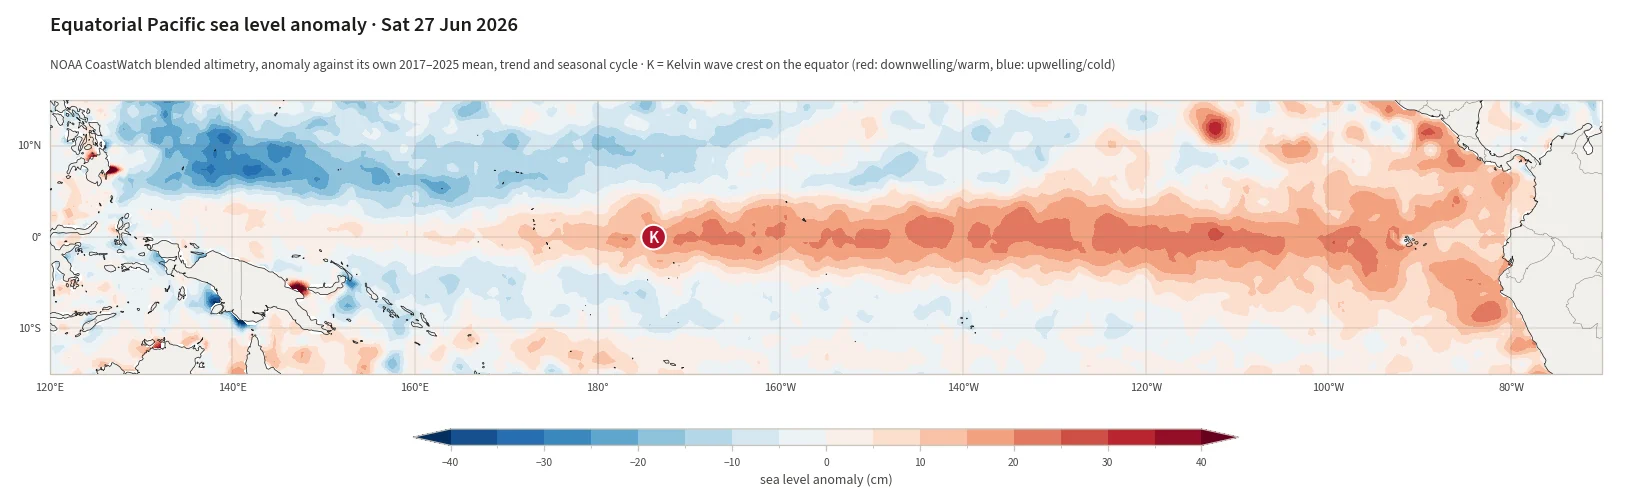 Equatorial Pacific sea level anomaly · Sat 27 Jun 2026
NOAA CoastWatch blended altimetry, anomaly against its own 2017–2025 mean, trend and seasonal cycle · K = Kelvin wave crest on the equator (red: downwelling/warm, blue: upwelling/cold)
10°N
0°
K
10°S
120°E 140°E 160°E 180° 160°W 140°W 120°W 100°W 80°W
−40 −30 −20 −10 0 10 20 30 40
sea level anomaly (cm)